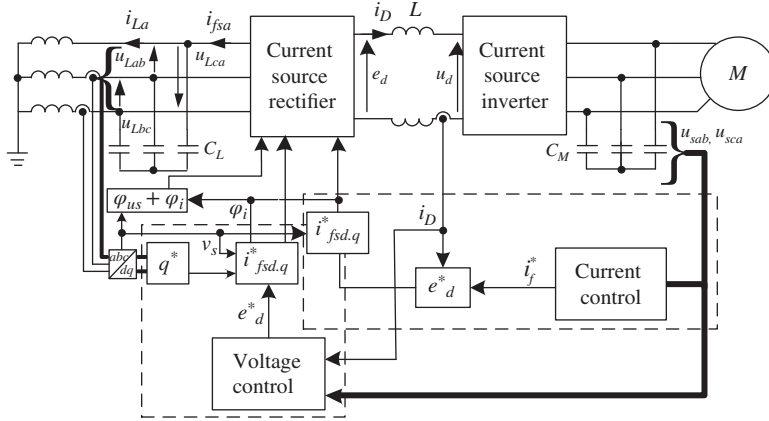 i_La
i_fsa
i_D
L
u_Lab
u_Lca
u_Lbc
Current
source
rectifier
e_d
u_d
Current
source
inverter
M
C_L
C_M
u_sab, u_sca
φ_us + φ_i
φ_i
i_D
v_s
abc
dq
q*
i*_fsd.q
i*_fsd.q
e*_d
i*_f
Current
control
e*_d
Voltage
control